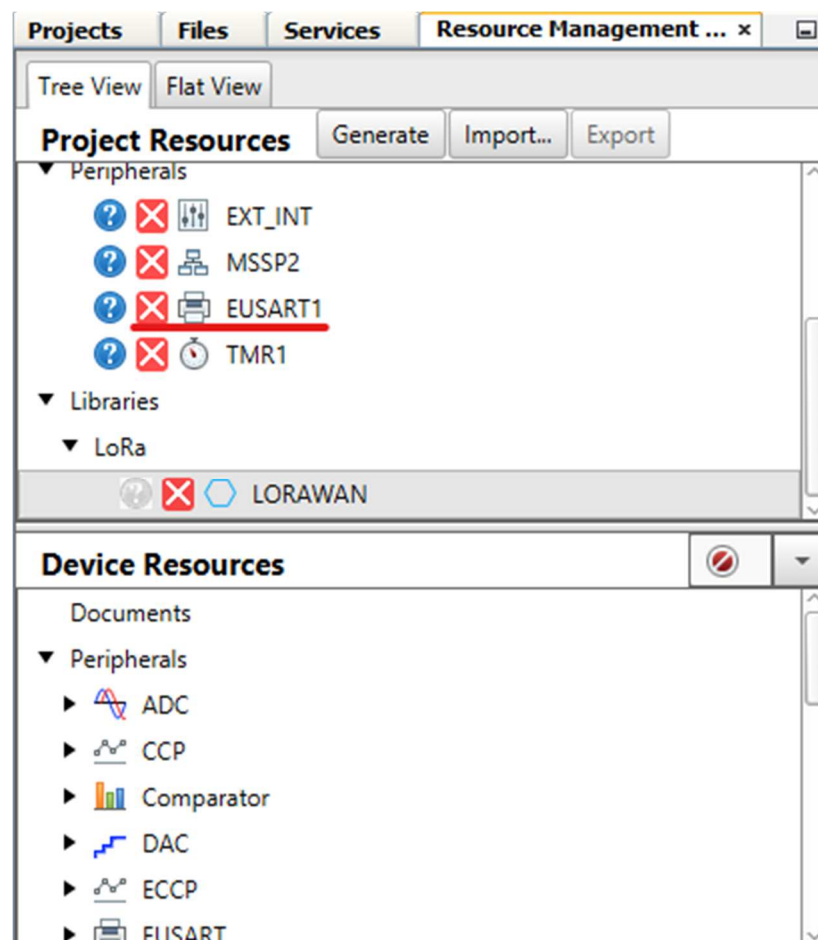 Projects Files Services Resource Management ... ×
Tree View Flat View
Project Resources Generate Import... Export
Peripherals
EXT_INT
MSSP2
EUSART1
TMR1
Libraries
LoRa
LORAWAN
Device Resources
Documents
Peripherals
ADC
CCP
Comparator
DAC
ECCP
EUSART